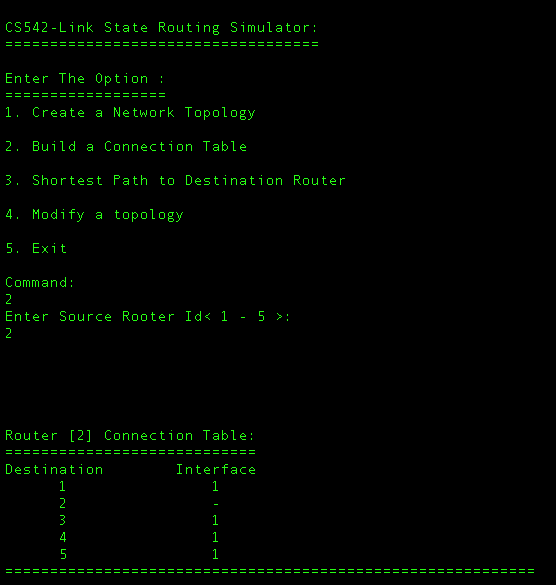 CS542-Link State Routing Simulator:
===================================
Enter The Option :
==================
1. Create a Network Topology
2. Build a Connection Table
3. Shortest Path to Destination Router
4. Modify a topology
5. Exit
Command:
2
Enter Source Rooter Id< 1 - 5 >:
2
Router [2] Connection Table:
============================
Destination Interface
1 1
2 -
3 1
4 1
5 1
===========================================================